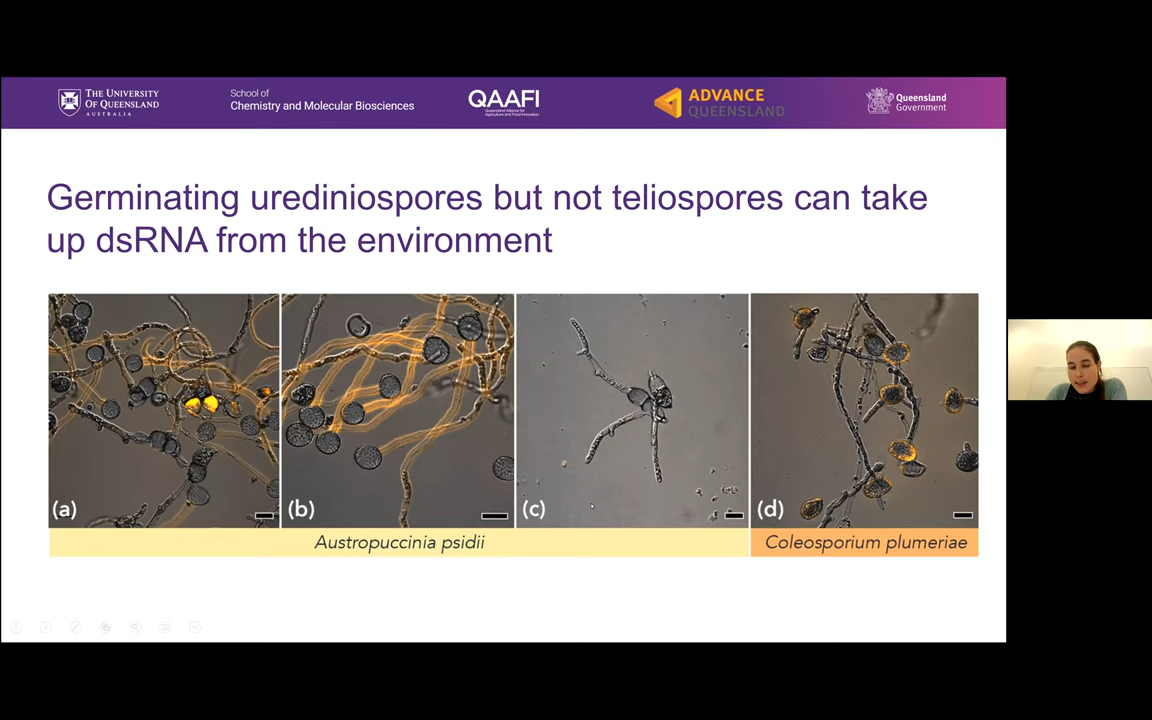 THE UNIVERSITY
OF QUEENSLAND
AUSTRALIA
School of
Chemistry and Molecular Biosciences
QAAFI
Queensland Alliance for
Agriculture and Food Innovation
ADVANCE
QUEENSLAND
Queensland
Government
Germinating urediniospores but not teliospores can take
up dsRNA from the environment
(a)
(b)
(c)
(d)
Austropuccinia psidii
Coleosporium plumeriae